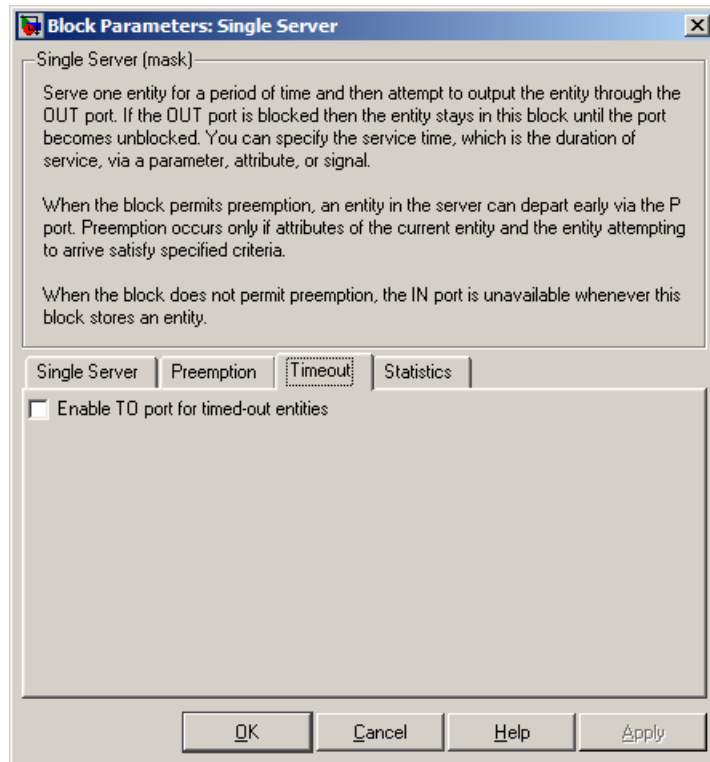 Block Parameters: Single Server
Single Server (mask)
Serve one entity for a period of time and then attempt to output the entity through the
OUT port. If the OUT port is blocked then the entity stays in this block until the port
becomes unblocked. You can specify the service time, which is the duration of
service, via a parameter, attribute, or signal.
When the block permits preemption, an entity in the server can depart early via the P
port. Preemption occurs only if attributes of the current entity and the entity attempting
to arrive satisfy specified criteria.
When the block does not permit preemption, the IN port is unavailable whenever this
block stores an entity.
Single Server Preemption Timeout Statistics
Enable TO port for timed-out entities
OK Cancel Help Apply